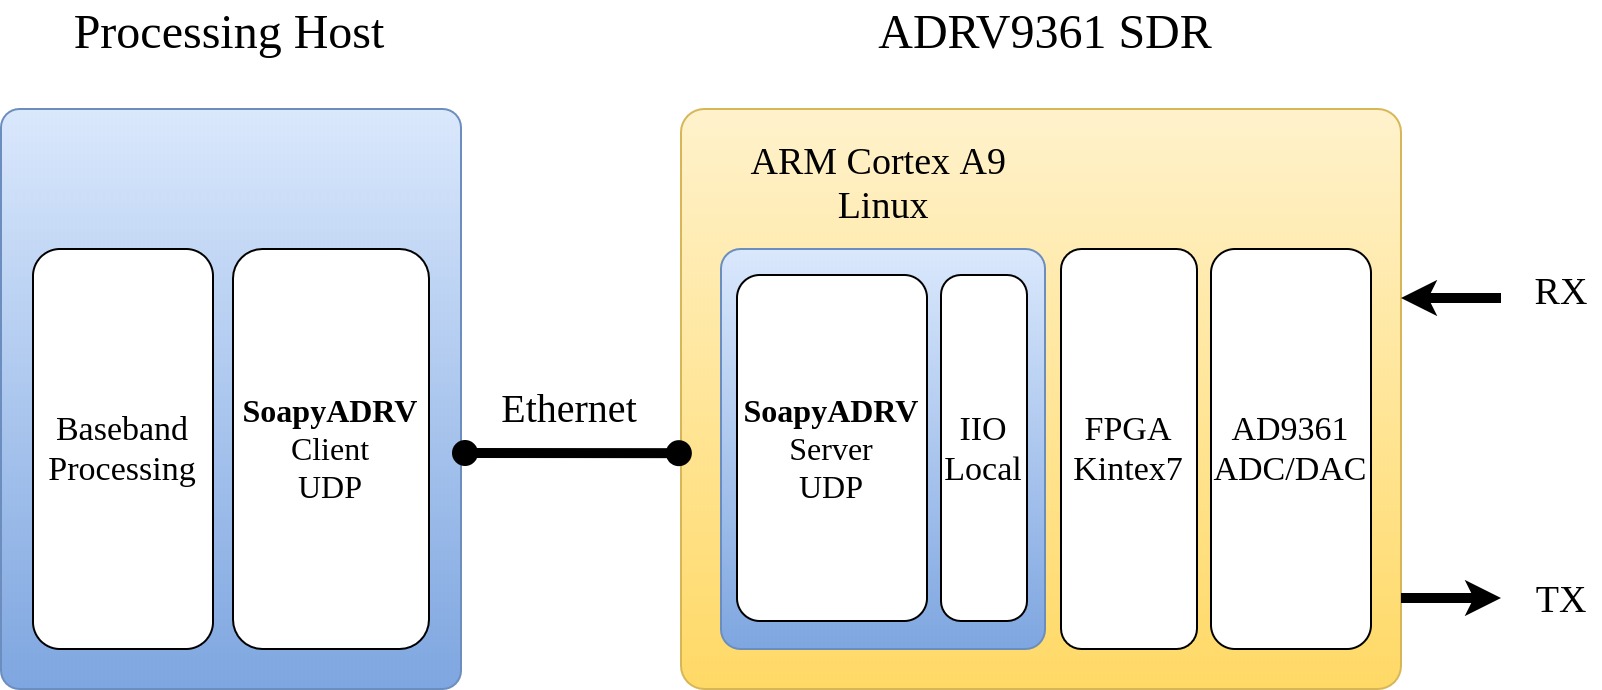 Processing Host
ADRV9361 SDR
ARM Cortex A9
Linux
Baseband
Processing
SoapyADRV
Client
UDP
Ethernet
SoapyADRV
Server
UDP
IIO
Local
FPGA
Kintex7
AD9361
ADC/DAC
RX
TX